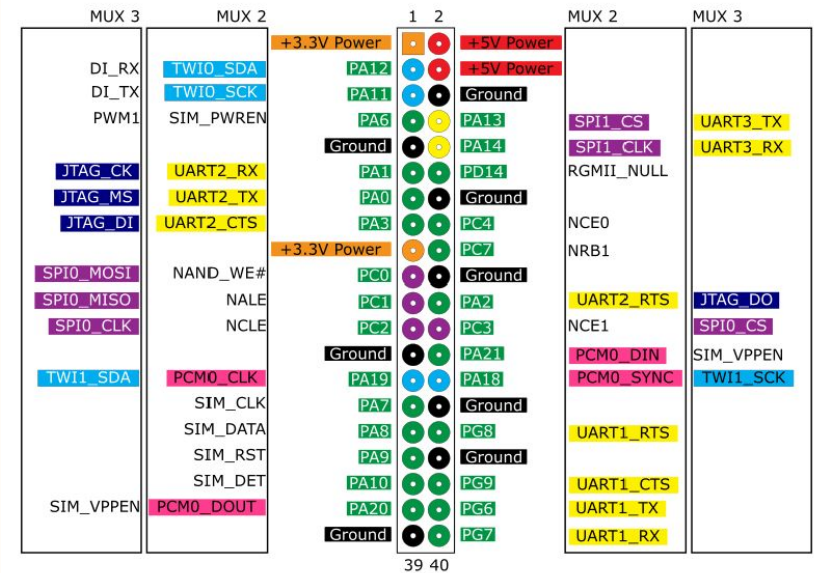 MUX 3 MUX 2 1 2 MUX 2 MUX 3
+3.3V Power +5V Power
DI_RX TWI0_SDA PA12 +5V Power
DI_TX TWI0_SCK PA11 Ground
PWM1 SIM_PWREN PA6 PA13 SPI1_CS UART3_TX
Ground PA14 SPI1_CLK UART3_RX
JTAG_CK UART2_RX PA1 PD14 RGMII_NULL
JTAG_MS UART2_TX PA0 Ground
JTAG_DI UART2_CTS PA3 PC4 NCE0
+3.3V Power PC7 NRB1
SPI0_MOSI NAND_WE# PC0 Ground
SPI0_MISO NALE PC1 PA2 UART2_RTS JTAG_DO
SPI0_CLK NCLE PC2 PC3 NCE1 SPI0_CS
Ground PA21 PCM0_DIN SIM_VPPEN
TWI1_SDA PCM0_CLK PA19 PA18 PCM0_SYNC TWI1_SCK
SIM_CLK PA7 Ground
SIM_DATA PA8 PG8 UART1_RTS
SIM_RST PA9 Ground
SIM_DET PA10 PG9 UART1_CTS
SIM_VPPEN PCM0_DOUT PA20 PG6 UART1_TX
Ground PG7 UART1_RX
39 40